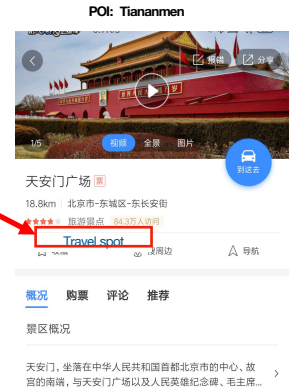 POI: Tiananmen
报错 分享
1/5 视频 全景 图片
到这去
天安门广场 票
18.8km 北京市-东城区-东长安街
旅游景点 84.3万人访问
Travel spot
搜周边 导航
概况 购票 评论 推荐
景区概况
天安门，坐落在中华人民共和国首都北京市的中心、故
宫的南端，与天安门广场以及人民英雄纪念碑、毛主席...